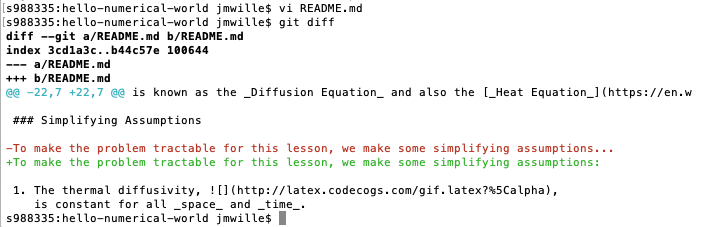 [s988335:hello-numerical-world jmwille$ vi README.md
[s988335:hello-numerical-world jmwille$ git diff
diff --git a/README.md b/README.md
index 3cd1a3c..b44c57e 100644
--- a/README.md
+++ b/README.md
@@ -22,7 +22,7 @@ is known as the _Diffusion Equation_ and also the [_Heat Equation_](https://en.w
### Simplifying Assumptions
-To make the problem tractable for this lesson, we make some simplifying assumptions...
+To make the problem tractable for this lesson, we make some simplifying assumptions:
1. The thermal diffusivity, ![](http://latex.codecogs.com/gif.latex?%5Calpha),
is constant for all _space_ and _time_.
s988335:hello-numerical-world jmwille$